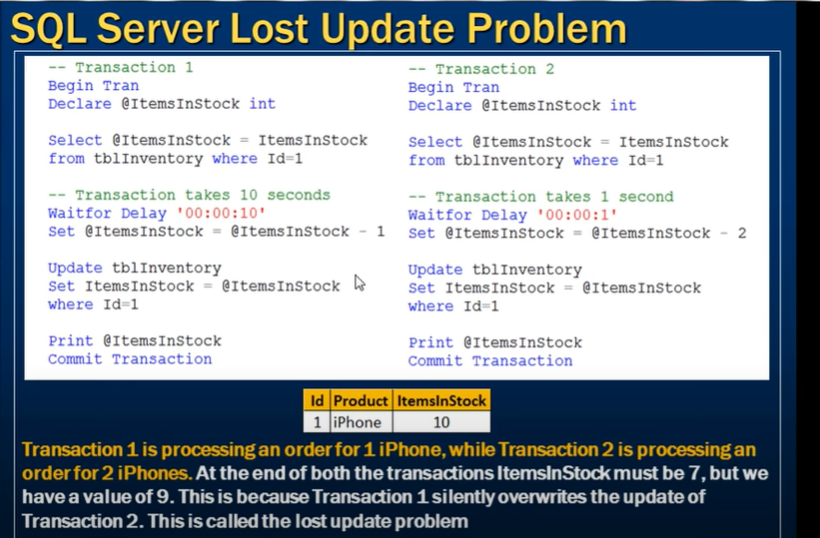 SQL Server Lost Update Problem
-- Transaction 1
Begin Tran
Declare @ItemsInStock int
Select @ItemsInStock = ItemsInStock
from tblInventory where Id=1
-- Transaction takes 10 seconds
Waitfor Delay '00:00:10'
Set @ItemsInStock = @ItemsInStock - 1
Update tblInventory
Set ItemsInStock = @ItemsInStock
where Id=1
Print @ItemsInStock
Commit Transaction
-- Transaction 2
Begin Tran
Declare @ItemsInStock int
Select @ItemsInStock = ItemsInStock
from tblInventory where Id=1
-- Transaction takes 1 second
Waitfor Delay '00:00:1'
Set @ItemsInStock = @ItemsInStock - 2
Update tblInventory
Set ItemsInStock = @ItemsInStock
where Id=1
Print @ItemsInStock
Commit Transaction
Id Product ItemsInStock
1 iPhone 10
Transaction 1 is processing an order for 1 iPhone, while Transaction 2 is processing an
order for 2 iPhones. At the end of both the transactions ItemsInStock must be 7, but we
have a value of 9. This is because Transaction 1 silently overwrites the update of
Transaction 2. This is called the lost update problem